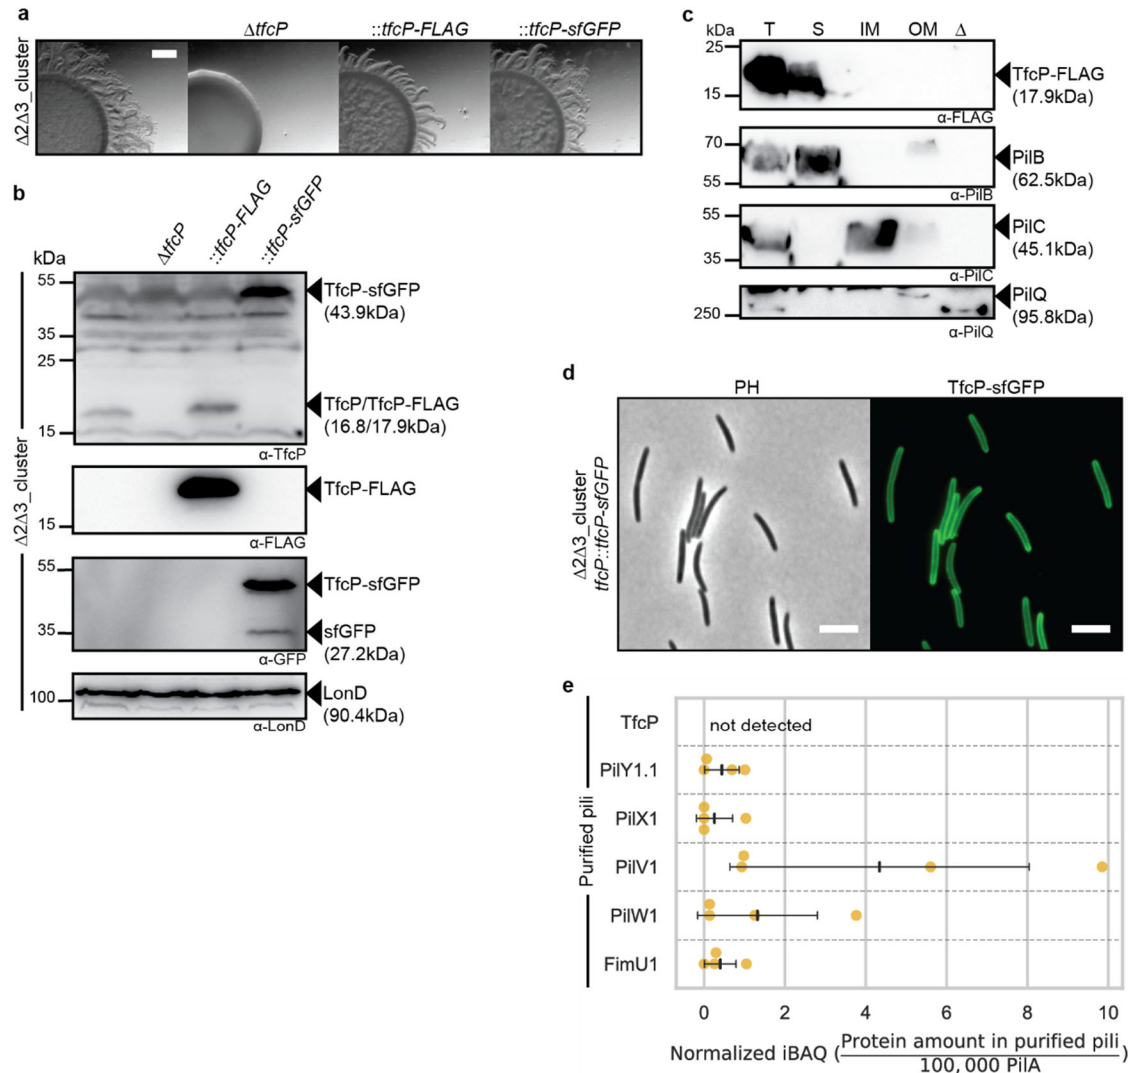 a
ΔtfcP
::tfcP-FLAG
::tfcP-sfGFP
Δ2Δ3_cluster
b
ΔtfcP
::tfcP-FLAG
::tfcP-sfGFP
kDa
55
35
25
15
TfcP-sfGFP
(43.9kDa)
TfcP/TfcP-FLAG
(16.8/17.9kDa)
α-TfcP
Δ2Δ3_cluster
TfcP-FLAG
15
α-FLAG
55
TfcP-sfGFP
35
sfGFP
(27.2kDa)
α-GFP
100
LonD
(90.4kDa)
α-LonD
c
kDa
T S IM OM Δ
25
15
TfcP-FLAG
(17.9kDa)
α-FLAG
70
55
PilB
(62.5kDa)
α-PilB
55
35
PilC
(45.1kDa)
α-PilC
250
PilQ
(95.8kDa)
α-PilQ
d
PH
TfcP-sfGFP
Δ2Δ3_cluster
tfcP::tfcP-sfGFP
e
Purified pili
TfcP
not detected
PilY1.1
PilX1
PilV1
PilW1
FimU1
0 2 4 6 8 10
Normalized iBAQ (Protein amount in purified pili
100,000 PilA)